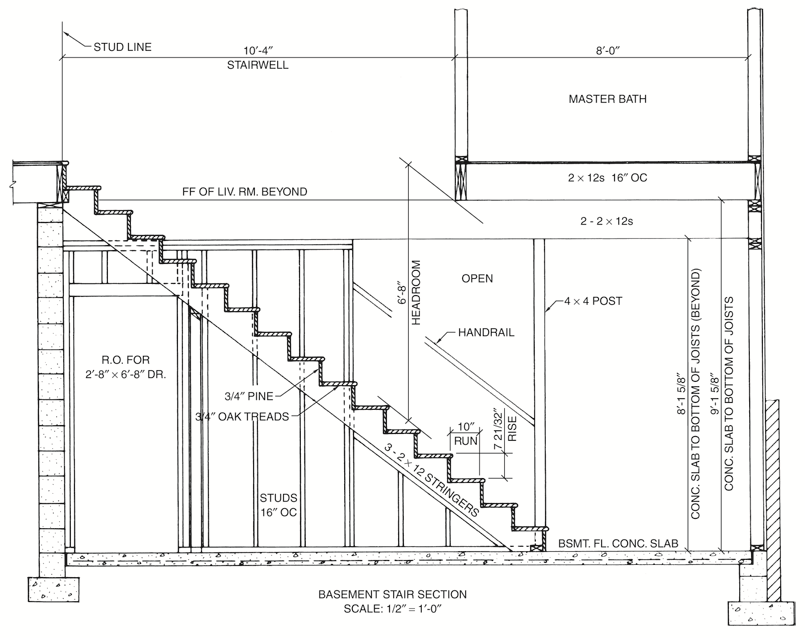 STUD LINE
10′-4″
STAIRWELL
8′-0″
MASTER BATH
2 × 12s 16″ OC
FF OF LIV. RM. BEYOND
2 - 2 × 12s
6′-8″
HEADROOM
OPEN
4 × 4 POST
HANDRAIL
R.O. FOR
2′-8″ × 6′-8″ DR.
3/4″ PINE
3/4″ OAK TREADS
10″
RUN
7 21/32″
RISE
3 - 2 × 12 STRINGERS
STUDS
16″ OC
8′-1 5/8″
CONC. SLAB TO BOTTOM OF JOISTS (BEYOND)
9′-1 5/8″
CONC. SLAB TO BOTTOM OF JOISTS
BSMT. FL. CONC. SLAB
BASEMENT STAIR SECTION
SCALE: 1/2″ = 1′-0″